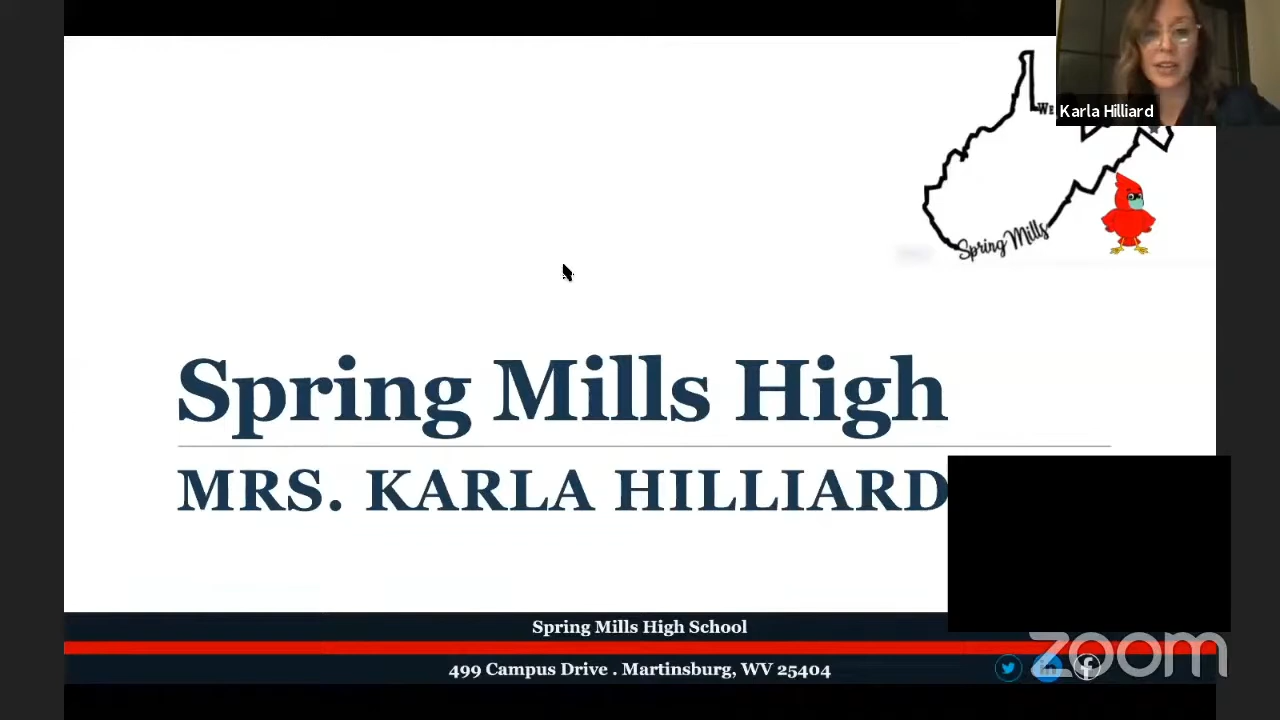 Karla Hilliard
Spring Mills
Spring Mills High
MRS. KARLA HILLIARD
Spring Mills High School
499 Campus Drive . Martinsburg, WV 25404
zoom